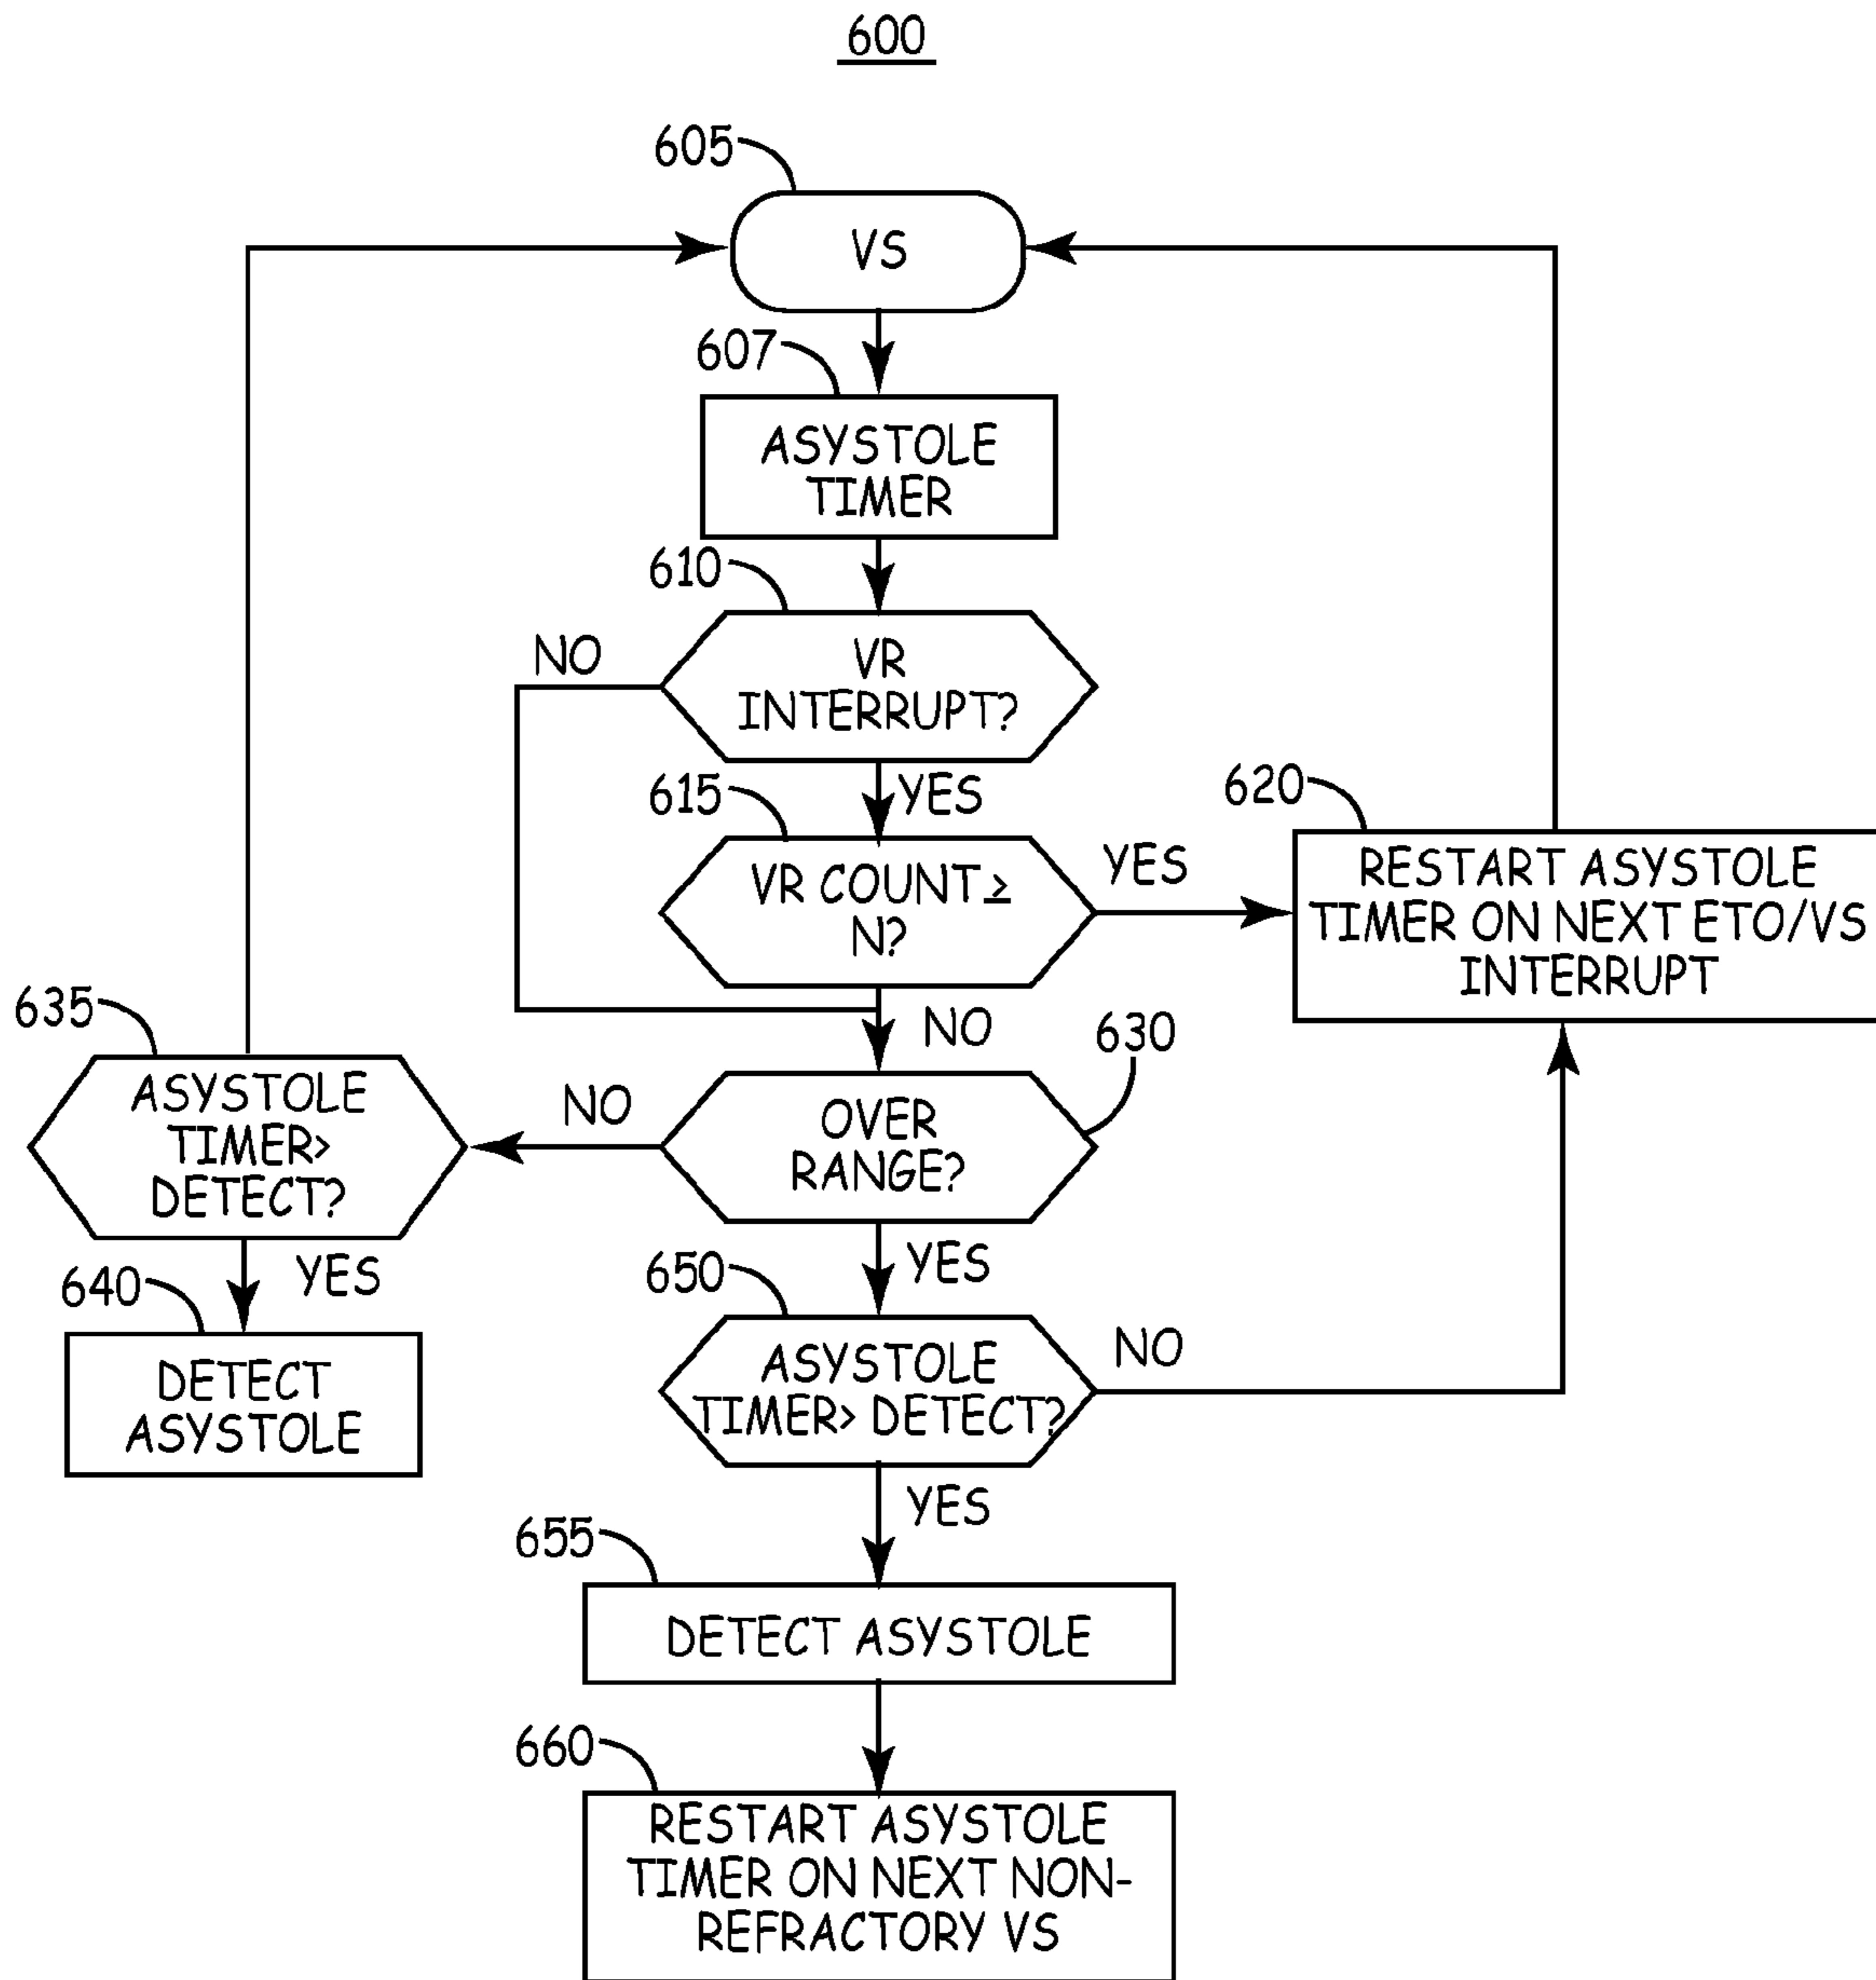 600
605
VS
607
ASYSTOLE
TIMER
610
NO
VR
INTERRUPT?
YES
615
VR COUNT ≥
N?
YES
620
RESTART ASYSTOLE
TIMER ON NEXT ETO/VS
INTERRUPT
NO
630
OVER
RANGE?
NO
635
ASYSTOLE
TIMER>
DETECT?
YES
640
DETECT
ASYSTOLE
YES
650
ASYSTOLE
TIMER> DETECT?
NO
YES
655
DETECT ASYSTOLE
660
RESTART ASYSTOLE
TIMER ON NEXT NON-
REFRACTORY VS